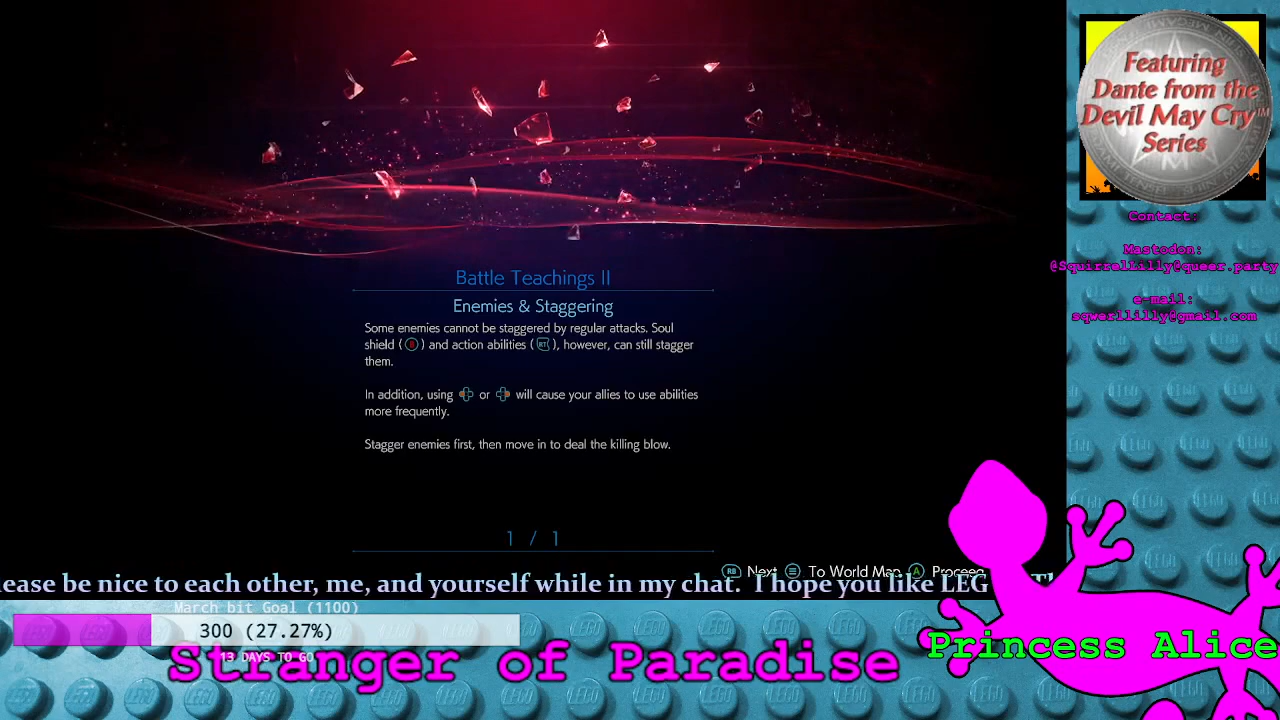 Featuring
Dante from the
Devil May Cry™
Series
Contact:
Mastodon:
@SquirrelLilly@queer.party
e-mail:
sqwerllilly@gmail.com
Battle Teachings II
Enemies & Staggering
Some enemies cannot be staggered by regular attacks. Soul
shield (B) and action abilities (RT), however, can still stagger
them.
In addition, using or will cause your allies to use abilities
more frequently.
Stagger enemies first, then move in to deal the killing blow.
1 / 1
RB Next To World Map A Proceed
lease be nice to each other, me, and yourself while in my chat. I hope you like LEG
March bit Goal (1100)
300 (27.27%)
13 DAYS TO GO
Stranger of Paradise
Princess Alice